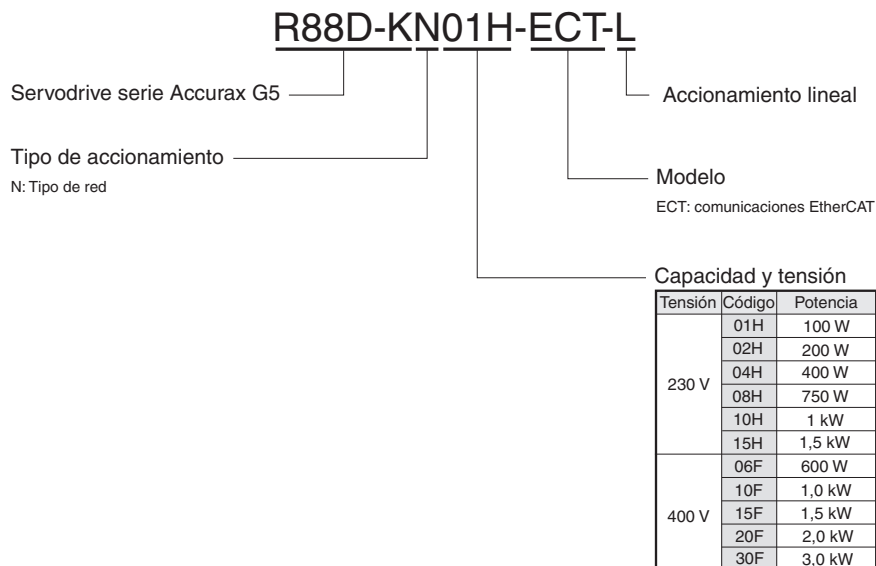 R88D-KN01H-ECT-L
Servodrive serie Accurax G5
Accionamiento lineal
Tipo de accionamiento
N: Tipo de red
Modelo
ECT: comunicaciones EtherCAT
Capacidad y tensión
Tensión Código Potencia
230 V
01H 100 W
02H 200 W
04H 400 W
08H 750 W
10H 1 kW
15H 1,5 kW
400 V
06F 600 W
10F 1,0 kW
15F 1,5 kW
20F 2,0 kW
30F 3,0 kW